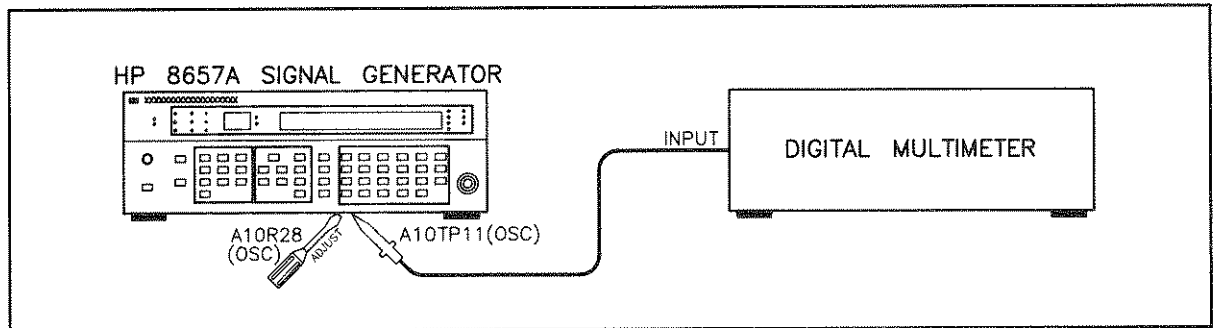 HP 8657A SIGNAL GENERATOR
INPUT
DIGITAL MULTIMETER
A10R28
(OSC)
ADJUST
A10TP11(OSC)